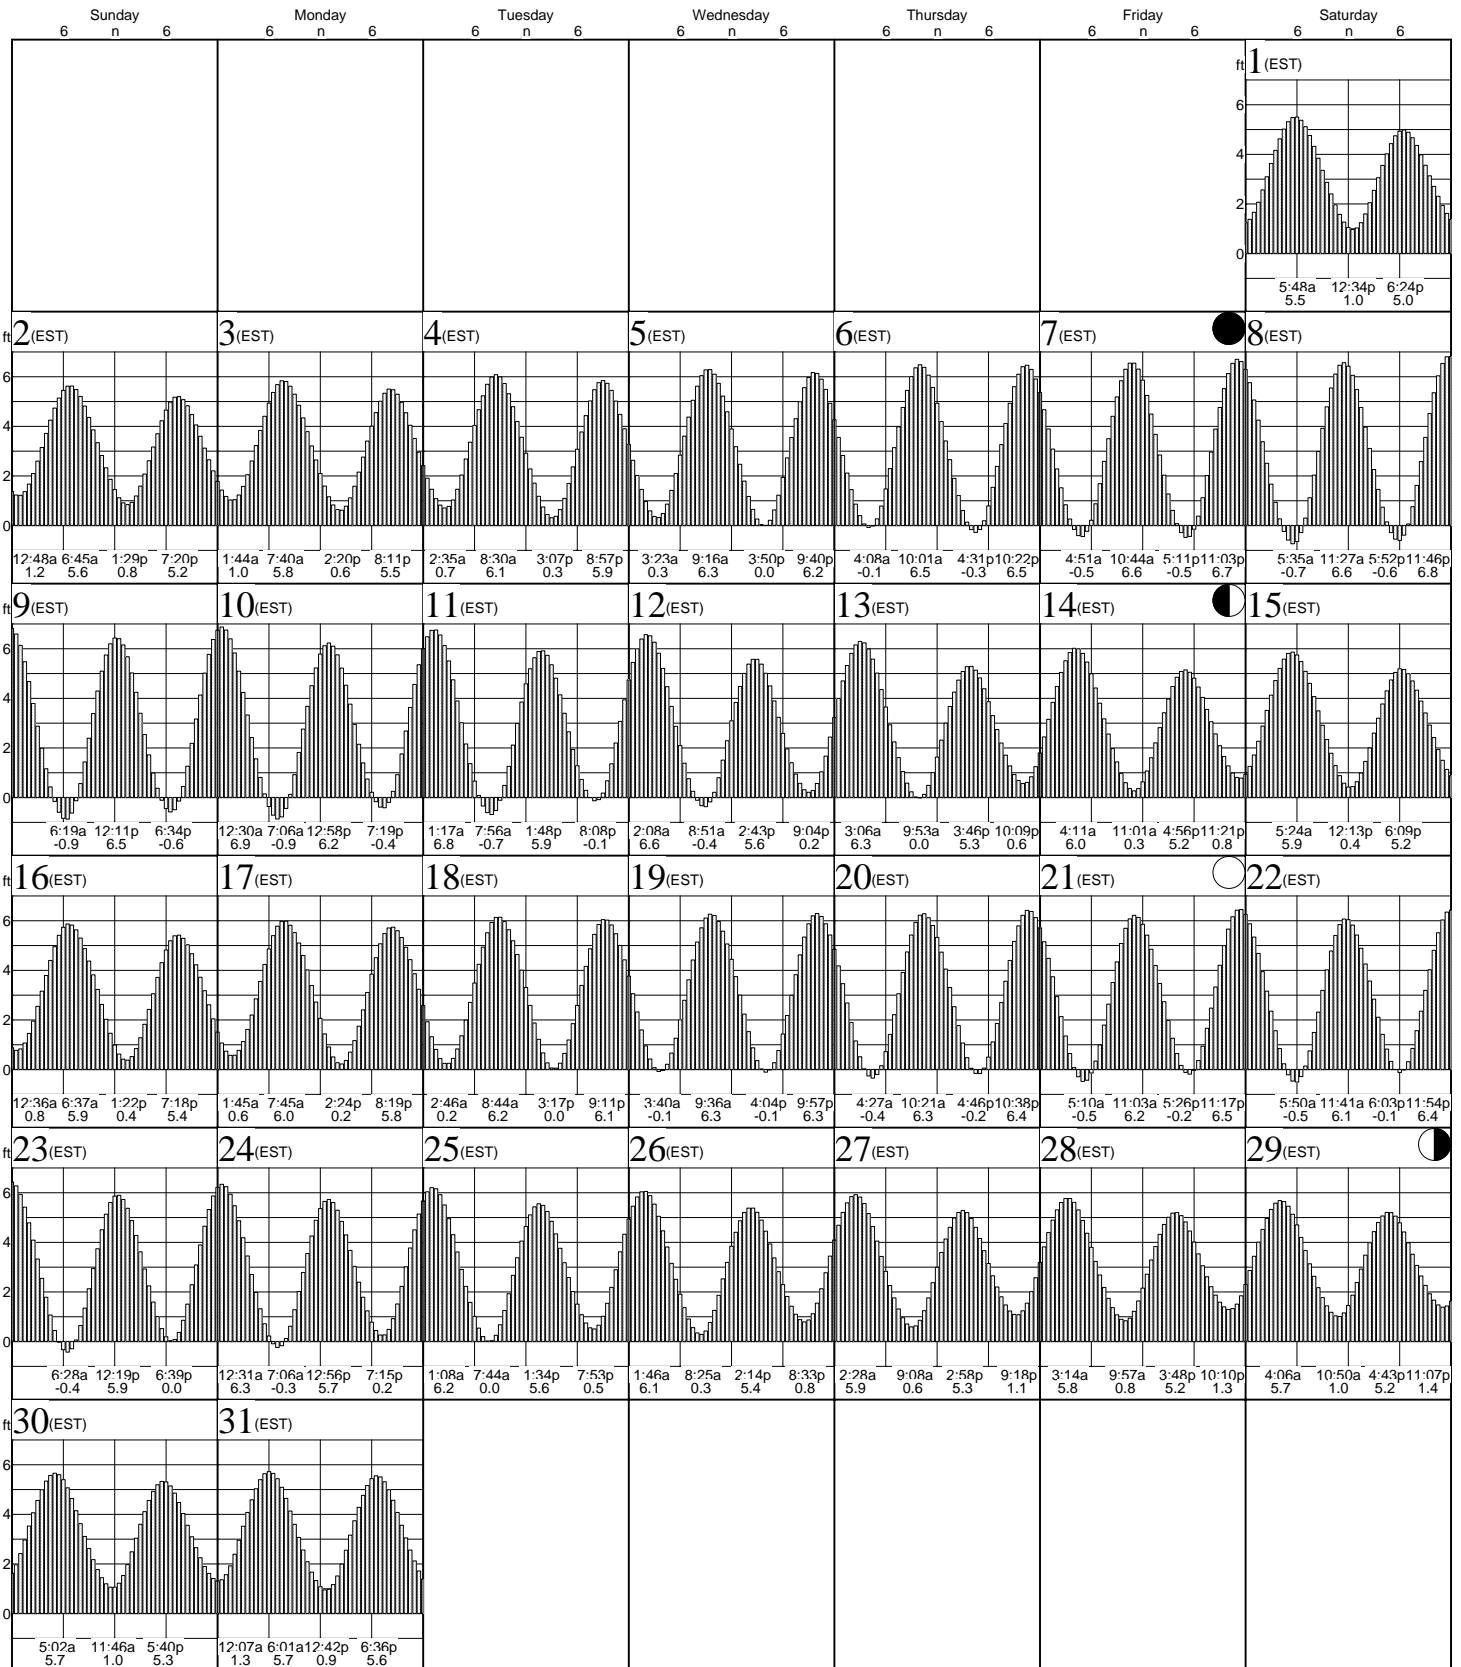 Sunday Monday Tuesday Wednesday Thursday Friday Saturday
6 n 6 6 n 6 6 n 6 6 n 6 6 n 6 6 n 6 6 n 6
ft 1 (EST)
6
4
2
0
5:48a 12:34p 6:24p
5.5 1.0 5.0
ft 2 (EST) 3 (EST) 4 (EST) 5 (EST) 6 (EST) 7 (EST) 8 (EST)
6
4
2
0
12:48a 6:45a 1:29p 7:20p 1:44a 7:40a 2:20p 8:11p 2:35a 8:30a 3:07p 8:57p 3:23a 9:16a 3:50p 9:40p 4:08a 10:01a 4:31p 10:22p 4:51a 10:44a 5:11p 11:03p 5:35a 11:27a 5:52p 11:46p
1.2 5.6 0.8 5.2 1.0 5.8 0.6 5.5 0.7 6.1 0.3 5.9 0.3 6.3 0.0 6.2 -0.1 6.5 -0.3 6.5 -0.5 6.6 -0.5 6.7 -0.7 6.6 -0.6 6.8
ft 9 (EST) 10 (EST) 11 (EST) 12 (EST) 13 (EST) 14 (EST) 15 (EST)
6
4
2
0
6:19a 12:11p 6:34p 12:30a 7:06a 12:58p 7:19p 1:17a 7:56a 1:48p 8:08p 2:08a 8:51a 2:43p 9:04p 3:06a 9:53a 3:46p 10:09p 4:11a 11:01a 4:56p 11:21p 5:24a 12:13p 6:09p
-0.9 6.5 -0.6 6.9 -0.9 6.2 -0.4 6.8 -0.7 5.9 -0.1 6.6 -0.4 5.6 0.2 6.3 0.0 5.3 0.6 6.0 0.3 5.2 0.8 5.9 0.4 5.2
ft 16 (EST) 17 (EST) 18 (EST) 19 (EST) 20 (EST) 21 (EST) 22 (EST)
6
4
2
0
12:36a 6:37a 1:22p 7:18p 1:45a 7:45a 2:24p 8:19p 2:46a 8:44a 3:17p 9:11p 3:40a 9:36a 4:04p 9:57p 4:27a 10:21a 4:46p 10:38p 5:10a 11:03a 5:26p 11:17p 5:50a 11:41a 6:03p 11:54p
0.8 5.9 0.4 5.4 0.6 6.0 0.2 5.8 0.2 6.2 0.0 6.1 -0.1 6.3 -0.1 6.3 -0.4 6.3 -0.2 6.4 -0.5 6.2 -0.2 6.5 -0.5 6.1 -0.1 6.4
ft 23 (EST) 24 (EST) 25 (EST) 26 (EST) 27 (EST) 28 (EST) 29 (EST)
6
4
2
0
6:28a 12:19p 6:39p 12:31a 7:06a 12:56p 7:15p 1:08a 7:44a 1:34p 7:53p 1:46a 8:25a 2:14p 8:33p 2:28a 9:08a 2:58p 9:18p 3:14a 9:57a 3:48p 10:10p 4:06a 10:50a 4:43p 11:07p
-0.4 5.9 0.0 6.3 -0.3 5.7 0.2 6.2 0.0 5.6 0.5 6.1 0.3 5.4 0.8 5.9 0.6 5.3 1.1 5.8 0.8 5.2 1.3 5.7 1.0 5.2 1.4
ft 30 (EST) 31 (EST)
6
4
2
0
5:02a 11:46a 5:40p 12:07a 6:01a 12:42p 6:36p
5.7 1.0 5.3 1.3 5.7 0.9 5.6